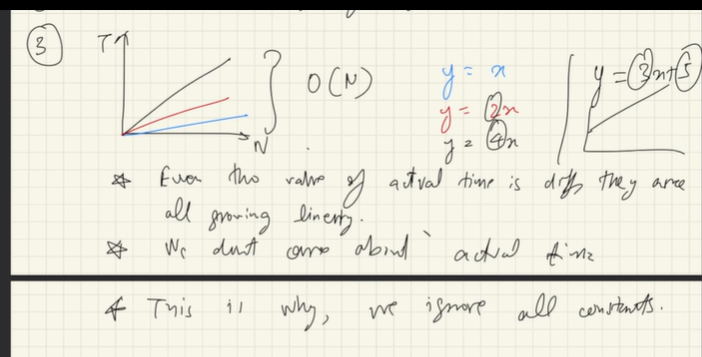 3
T
N
O(N)
y = x
y = 2x
y = 4x
y = 3x+5
* Even tho value of actual time is diff they aree
all growing linerly.
* We dont care about actual time
* This is why, we ignore all constants.